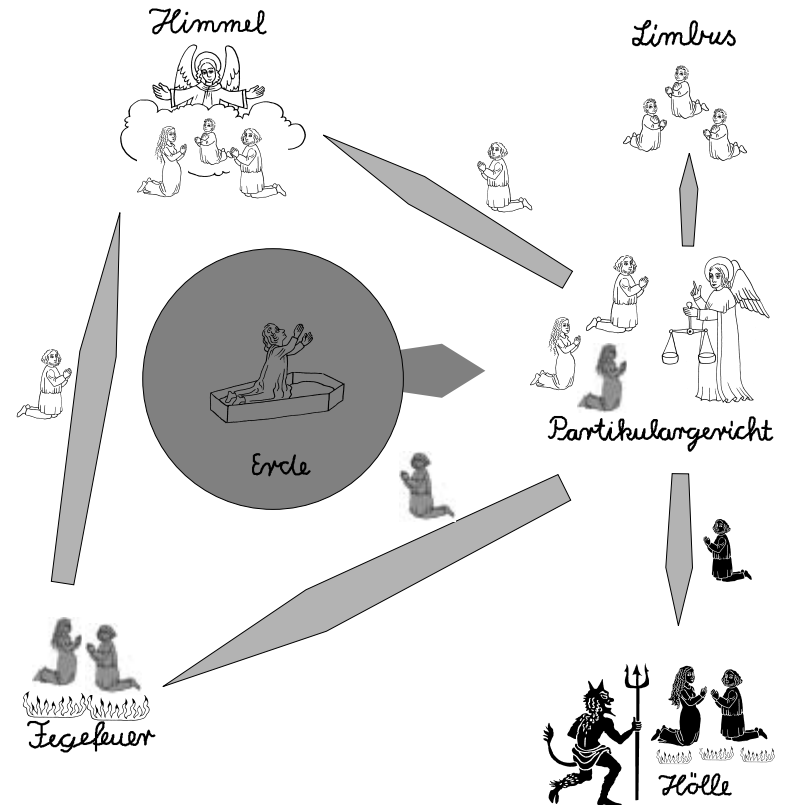 Himmel
Limbus
Partikulargericht
Erde
Fegefeuer
Hölle